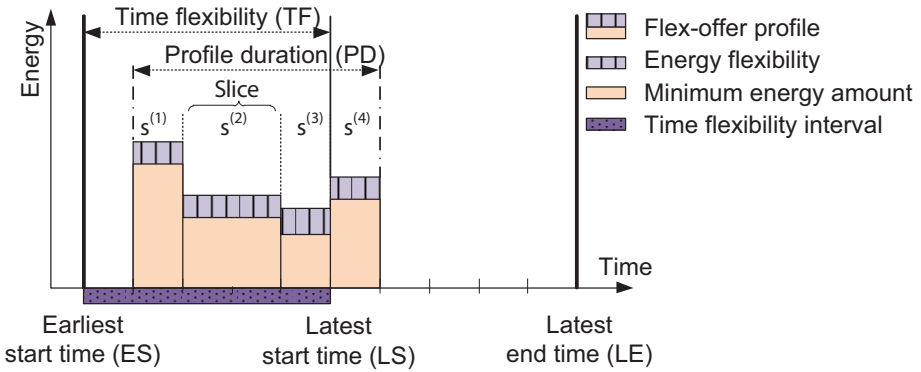 Time flexibility (TF)
Profile duration (PD)
Energy
Slice
s(1)
s(2)
s(3)
s(4)
Flex-offer profile
Energy flexibility
Minimum energy amount
Time flexibility interval
Time
Earliest
start time (ES)
Latest
start time (LS)
Latest
end time (LE)